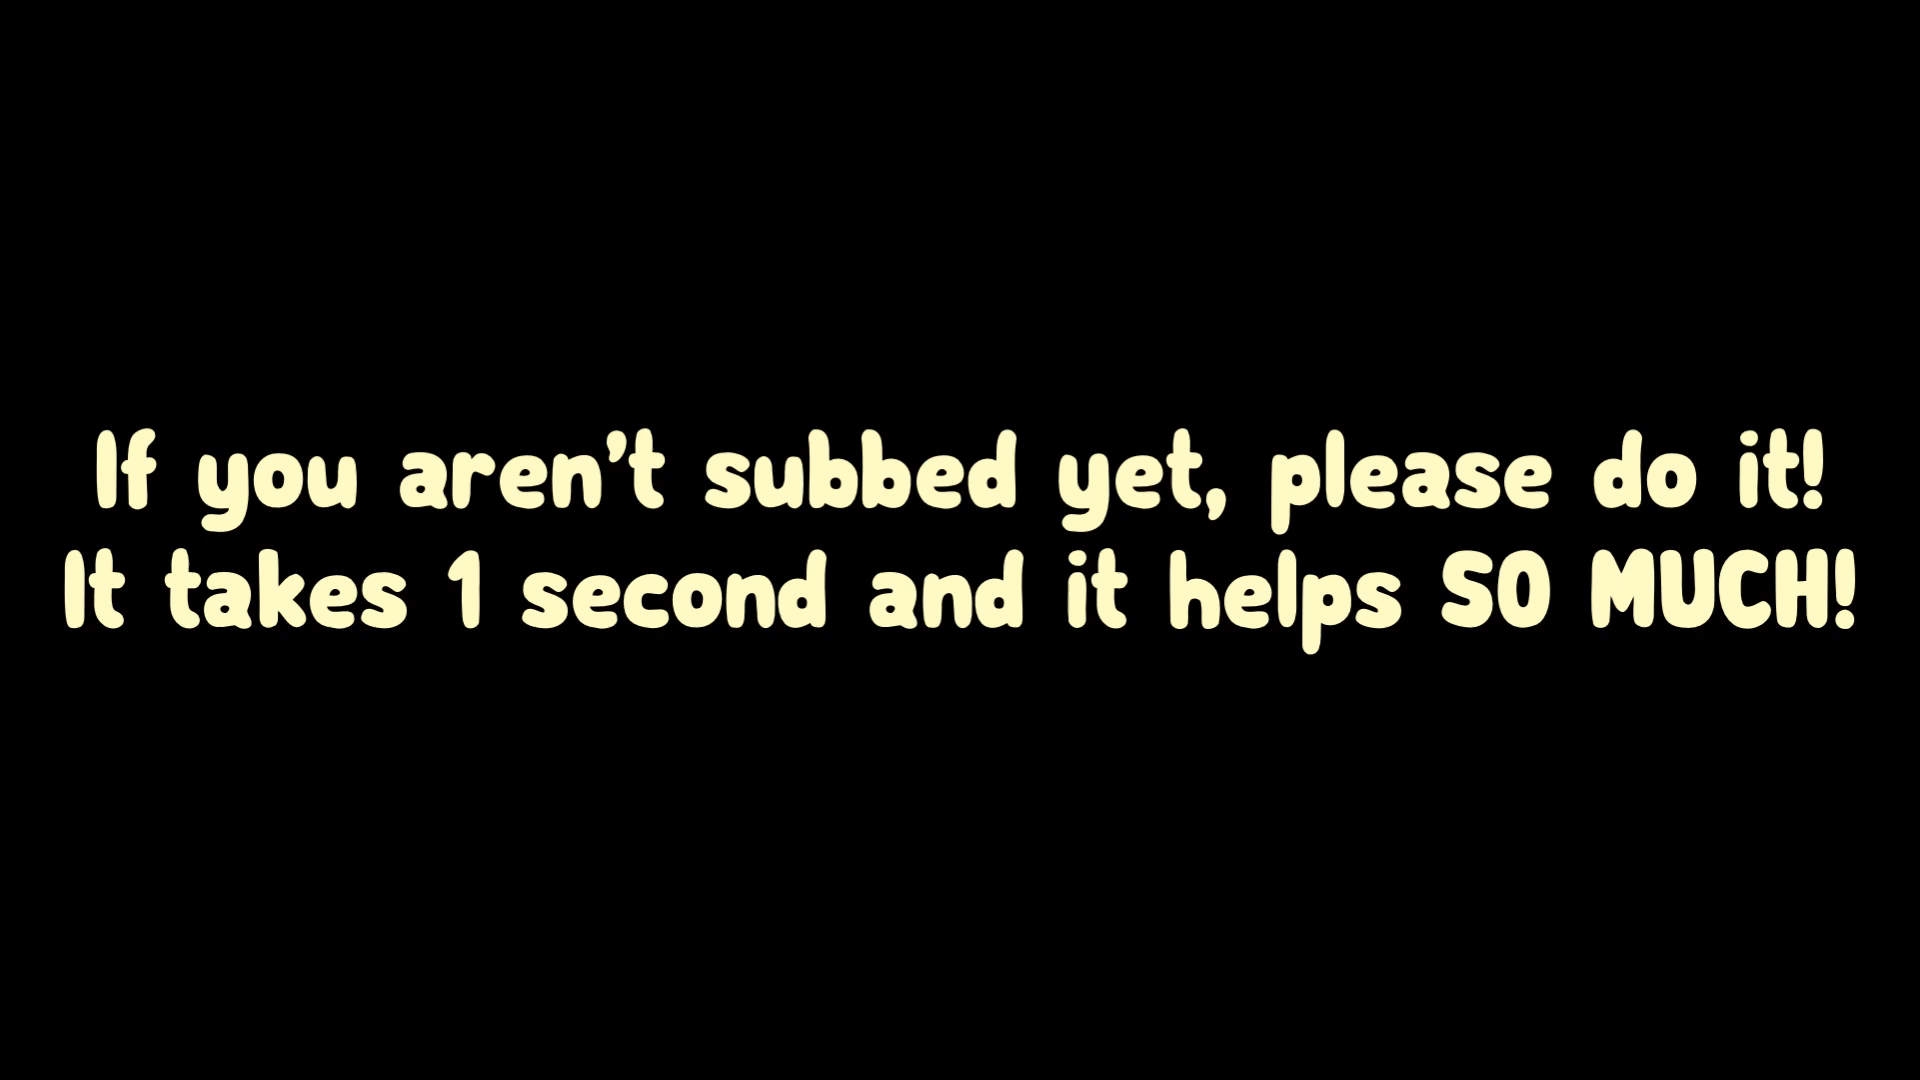 If you aren’t subbed yet, please do it!
It takes 1 second and it helps SO MUCH!